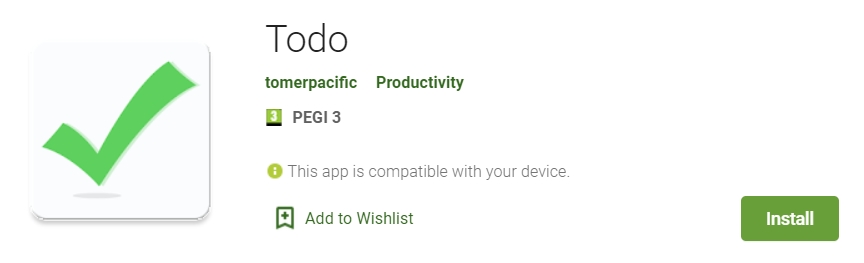 Todo
tomerpacific Productivity
3 PEGI 3
This app is compatible with your device.
Add to Wishlist
Install